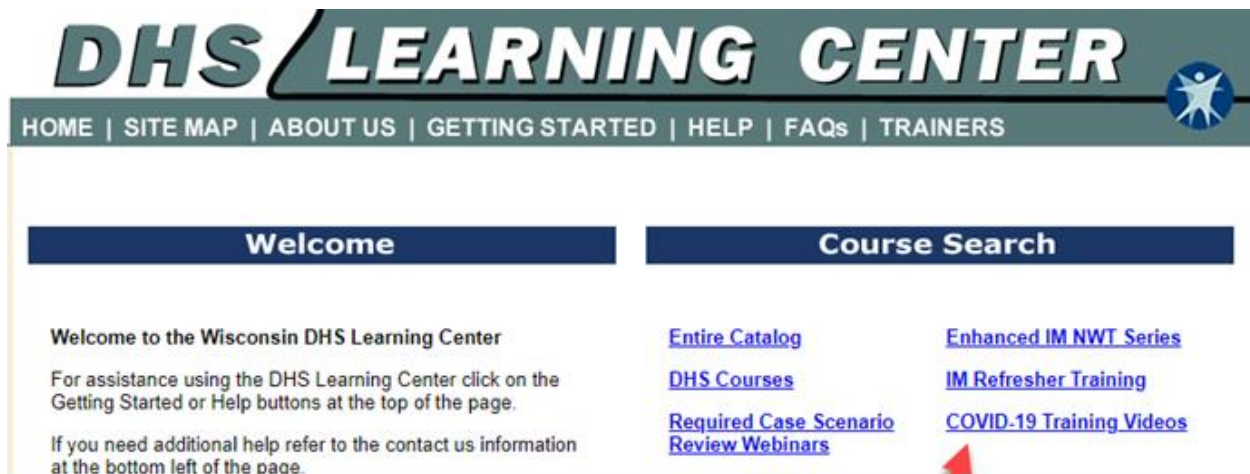 DHS LEARNING CENTER
HOME | SITE MAP | ABOUT US | GETTING STARTED | HELP | FAQs | TRAINERS
Welcome
Welcome to the Wisconsin DHS Learning Center
For assistance using the DHS Learning Center click on the
Getting Started or Help buttons at the top of the page.
If you need additional help refer to the contact us information
at the bottom left of the page.
Course Search
Entire Catalog
DHS Courses
Required Case Scenario
Review Webinars
Enhanced IM NWT Series
IM Refresher Training
COVID-19 Training Videos